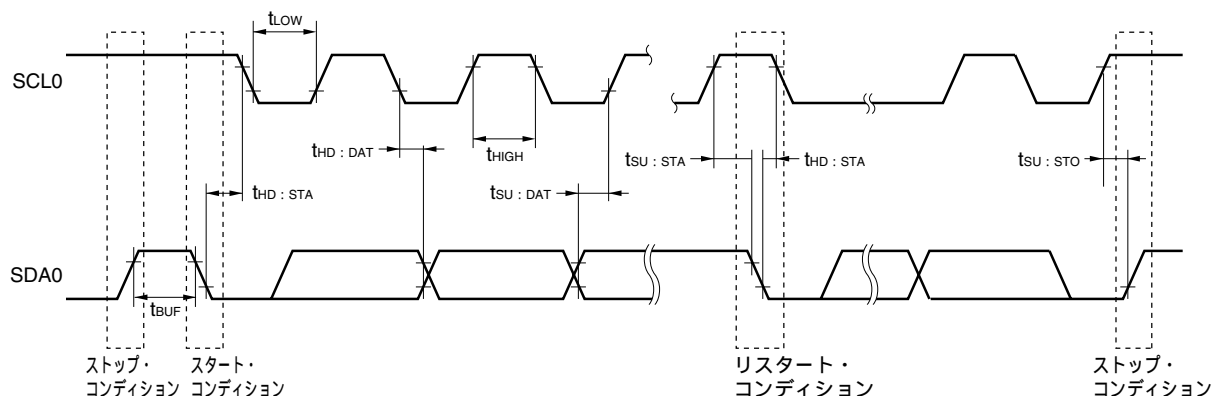 tLOW
SCL0
tHD : DAT
tHIGH
tSU : STA
tHD : STA
tSU : STO
tHD : STA
tSU : DAT
SDA0
tBUF
ストップ・
コンディション
スタート・
コンディション
リスタート・
コンディション
ストップ・
コンディション